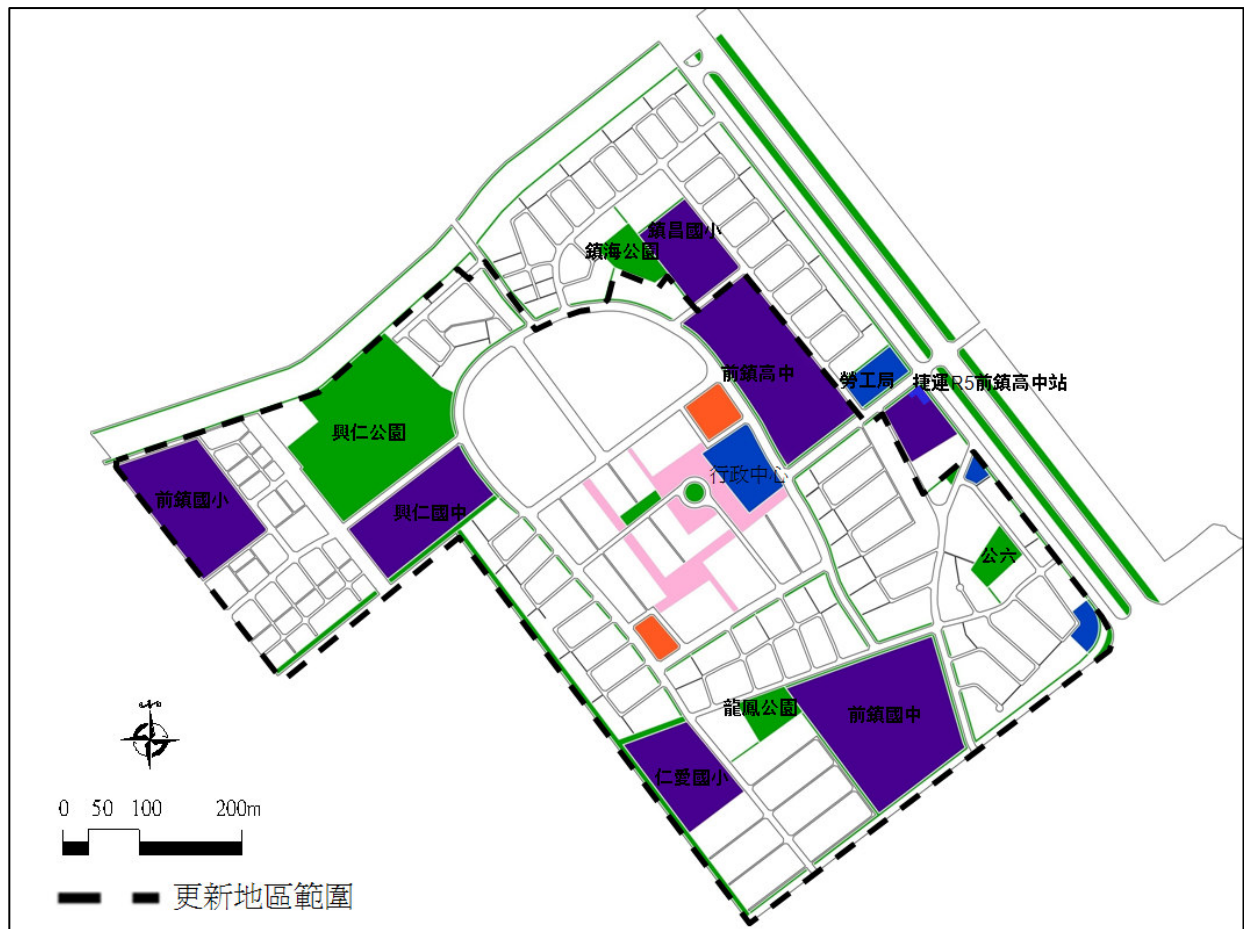 鎮昌國小
鎮海公園
前鎮高中
勞工局
捷運R5前鎮高中站
興仁公園
行政中心
前鎮國小
興仁國中
公六
龍鳳公園
前鎮國中
仁愛國小
0 50 100 200m
更新地區範圍